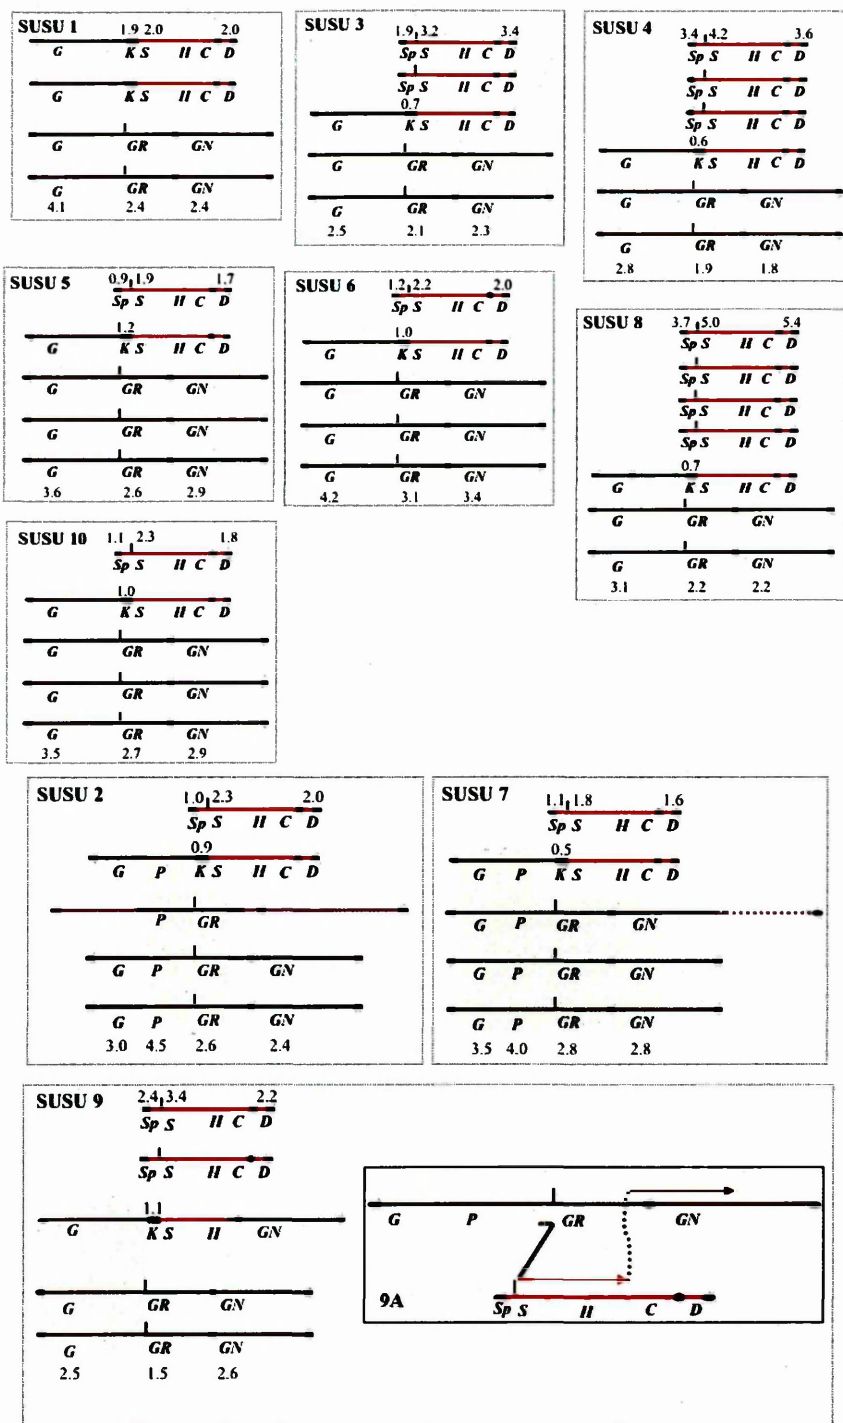 SUSU 1
1.9 2.0 2.0
G K S H C D
G K S H C D
G GR GN
G GR GN
4.1 2.4 2.4
SUSU 3
1.9 3.2 3.4
Sp S H C D
Sp S H C D
0.7
G K S H C D
G GR GN
G GR GN
2.5 2.1 2.3
SUSU 4
3.4 4.2 3.6
Sp S H C D
Sp S H C D
Sp S H C D
0.6
G K S H C D
G GR GN
G GR GN
2.8 1.9 1.8
SUSU 5
0.9 1.9 1.7
Sp S H C D
1.2
G K S H C D
G GR GN
G GR GN
G GR GN
3.6 2.6 2.9
SUSU 6
1.2 2.2 2.0
Sp S H C D
1.0
G K S H C D
G GR GN
G GR GN
G GR GN
4.2 3.1 3.4
SUSU 8
3.7 5.0 5.4
Sp S H C D
Sp S H C D
Sp S H C D
Sp S H C D
0.7
G K S H C D
G GR GN
G GR GN
3.1 2.2 2.2
SUSU 10
1.1 2.3 1.8
Sp S H C D
1.0
G K S H C D
G GR GN
G GR GN
G GR GN
3.5 2.7 2.9
SUSU 2
1.0 2.3 2.0
Sp S H C D
0.9
G P K S H C D
P GR
G P GR GN
G P GR GN
3.0 4.5 2.6 2.4
SUSU 7
1.1 1.8 1.6
Sp S H C D
0.5
G P K S H C D
G P GR GN
G P GR GN
G P GR GN
3.5 4.0 2.8 2.8
SUSU 9
2.4 3.4 2.2
Sp S H C D
Sp S H C D
1.1
G K S H GN
G GR GN
G GR GN
2.5 1.5 2.6
G P GR GN
9A
Sp S H C D